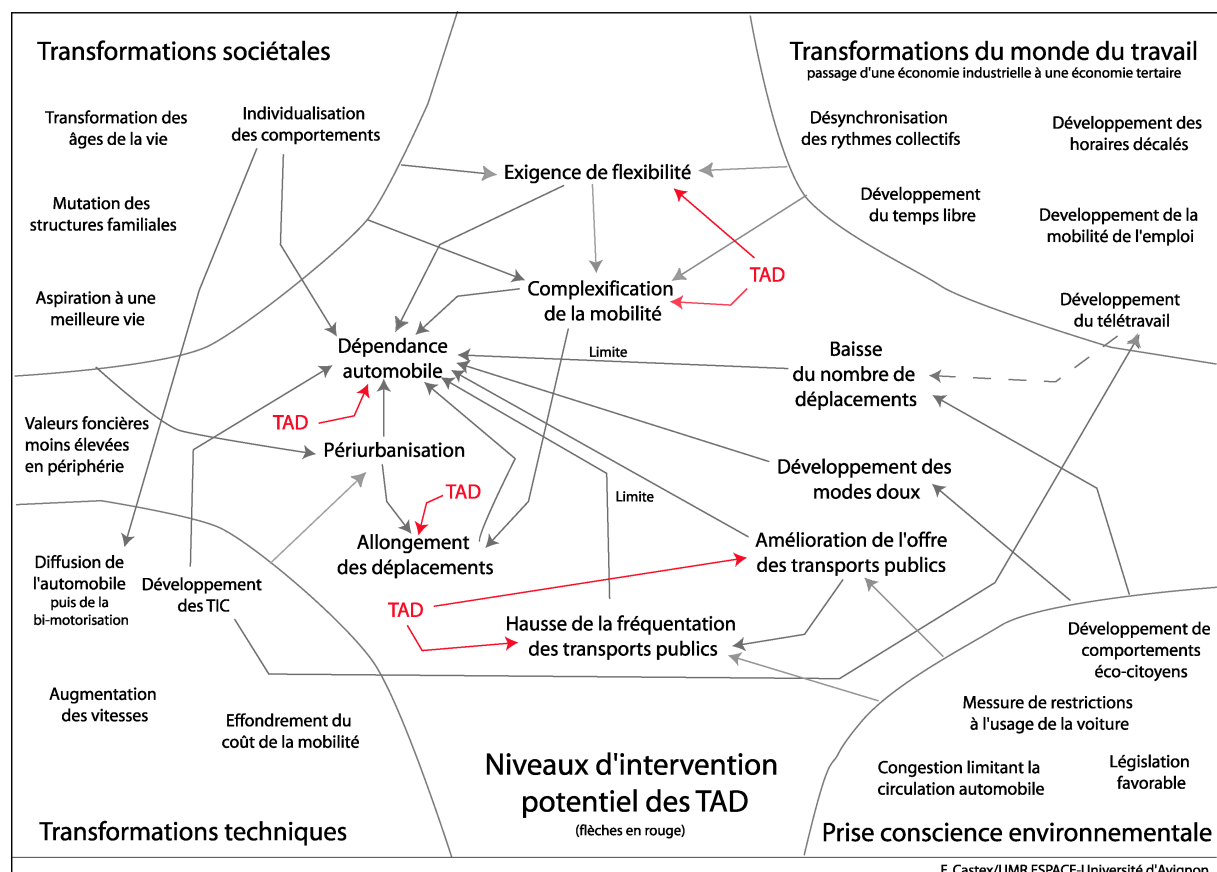 Transformations sociétales
Transformation des
âges de la vie
Individualisation
des comportements
Mutation des
structures familiales
Aspiration à une
meilleure vie
Transformations du monde du travail
passage d'une économie industrielle à une économie tertaire
Désynchronisation
des rythmes collectifs
Développement des
horaires décalés
Développement
du temps libre
Developpement de la
mobilité de l'emploi
Développement
du télétravail
Exigence de flexibilité
TAD
Complexification
de la mobilité
Dépendance
automobile
Limite
Baisse
du nombre de
déplacements
TAD
Valeurs foncières
moins élevées
en périphérie
Périurbanisation
Développement des
modes doux
TAD
Limite
Allongement
des déplacements
Amélioration de l'offre
des transports publics
TAD
Hausse de la fréquentation
des transports publics
Diffusion de
l'automobile
puis de la
bi-motorisation
Développement
des TIC
Augmentation
des vitesses
Effondrement du
coût de la mobilité
Transformations techniques
Niveaux d'intervention
potentiel des TAD
(flèches en rouge)
Développement de
comportements
éco-citoyens
Messure de restrictions
à l'usage de la voiture
Congestion limitant la
circulation automobile
Législation
favorable
Prise conscience environnementale
E. Castex/UMR ESPACE-Université d'Avignon